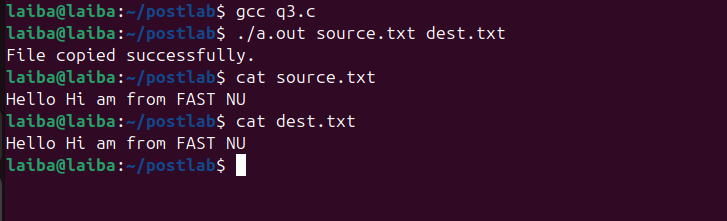 laiba@laiba:~/postlab$ gcc q3.c
laiba@laiba:~/postlab$ ./a.out source.txt dest.txt
File copied successfully.
laiba@laiba:~/postlab$ cat source.txt
Hello Hi am from FAST NU
laiba@laiba:~/postlab$ cat dest.txt
Hello Hi am from FAST NU
laiba@laiba:~/postlab$